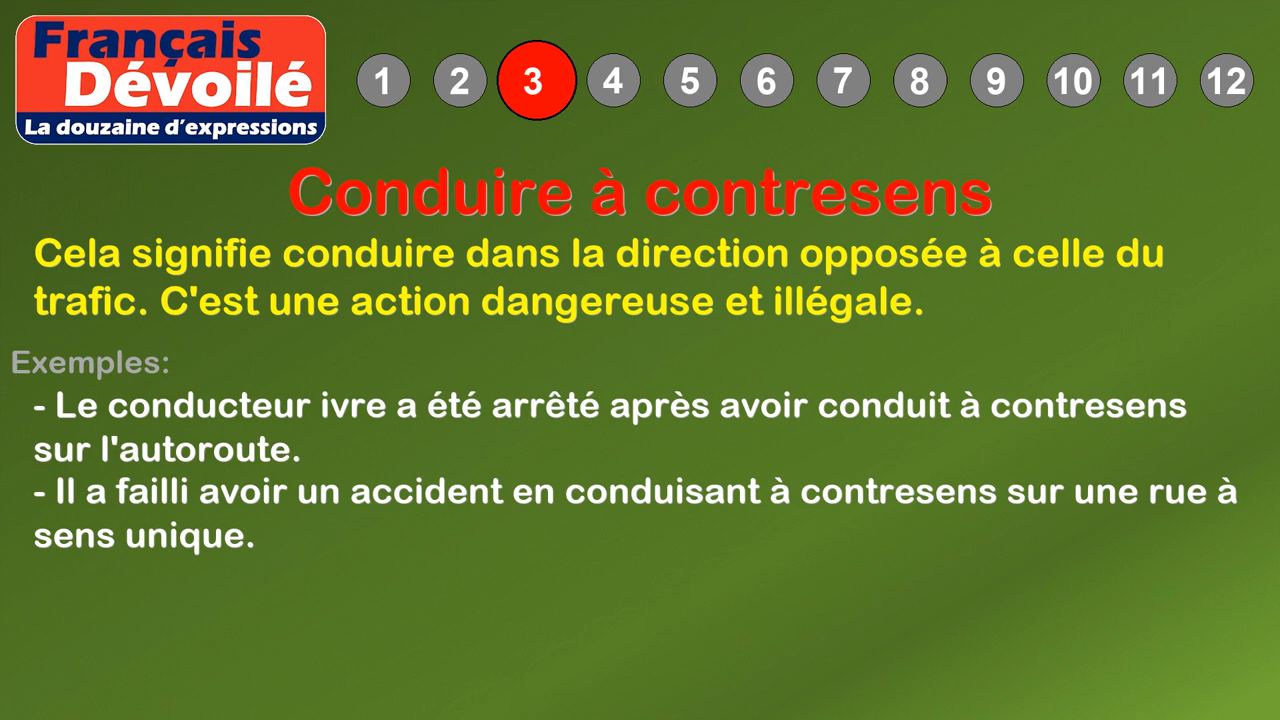 Français
Dévoilé
La douzaine d'expressions
1 2 3 4 5 6 7 8 9 10 11 12
Conduire à contresens
Cela signifie conduire dans la direction opposée à celle du
trafic. C'est une action dangereuse et illégale.
Exemples:
- Le conducteur ivre a été arrêté après avoir conduit à contresens
sur l'autoroute.
- Il a failli avoir un accident en conduisant à contresens sur une rue à
sens unique.